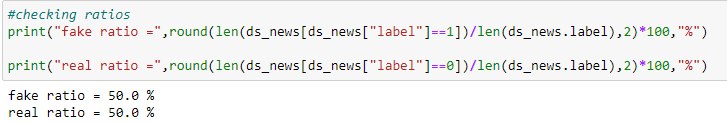 #checking ratios
print("fake ratio =",round(len(ds_news[ds_news["label"]==1])/len(ds_news.label),2)*100,"%")
print("real ratio =",round(len(ds_news[ds_news["label"]==0])/len(ds_news.label),2)*100,"%")
fake ratio = 50.0 %
real ratio = 50.0 %